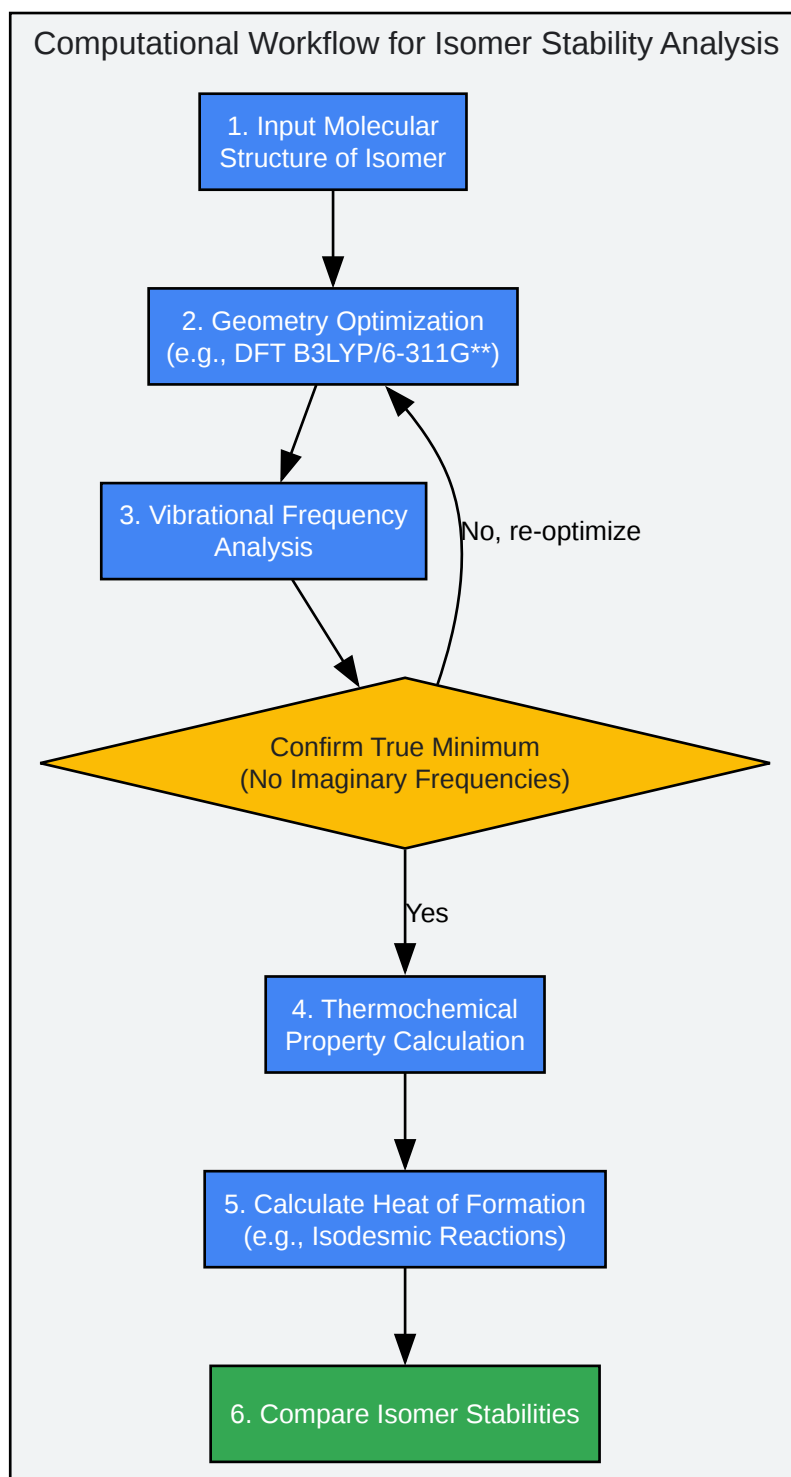 Computational Workflow for Isomer Stability Analysis
1. Input Molecular
Structure of Isomer
2. Geometry Optimization
(e.g., DFT B3LYP/6-311G**)
3. Vibrational Frequency
Analysis
No, re-optimize
Confirm True Minimum
(No Imaginary Frequencies)
Yes
4. Thermochemical
Property Calculation
5. Calculate Heat of Formation
(e.g., Isodesmic Reactions)
6. Compare Isomer Stabilities